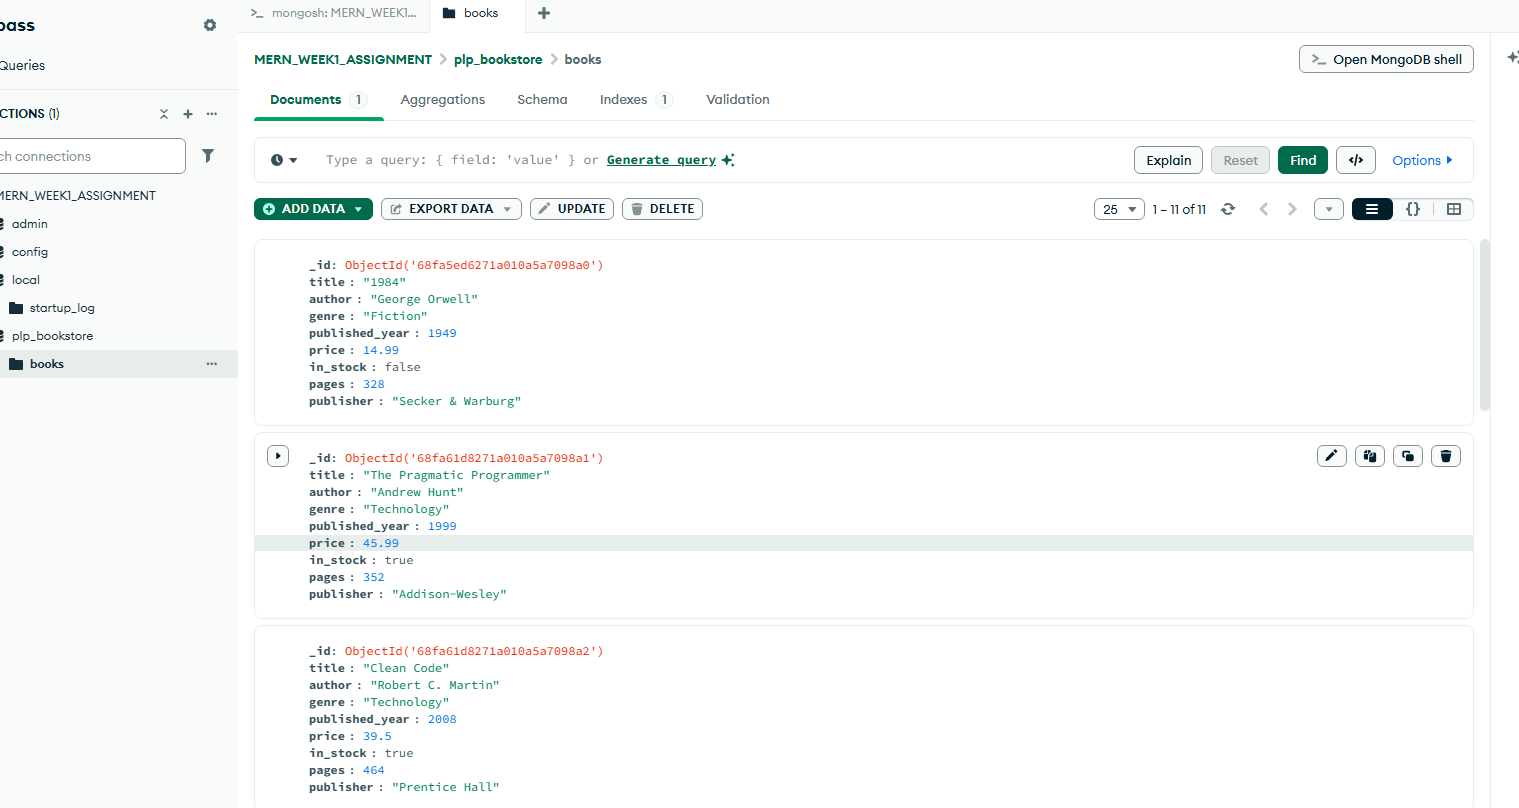 pass
Queries
CTIONS (1)
ch connections
MERN_WEEK1_ASSIGNMENT
admin
config
local
startup_log
plp_bookstore
books
>_ mongosh: MERN_WEEK1...
books
MERN_WEEK1_ASSIGNMENT > plp_bookstore > books
>_ Open MongoDB shell
Documents 1 Aggregations Schema Indexes 1 Validation
Type a query: { field: 'value' } or Generate query
Explain Reset Find </> Options
ADD DATA EXPORT DATA UPDATE DELETE
25 1 – 11 of 11 {}
_id: ObjectId('68fa5ed6271a010a5a7098a0')
title : "1984"
author : "George Orwell"
genre : "Fiction"
published_year : 1949
price : 14.99
in_stock : false
pages : 328
publisher : "Secker & Warburg"
_id: ObjectId('68fa61d8271a010a5a7098a1')
title : "The Pragmatic Programmer"
author : "Andrew Hunt"
genre : "Technology"
published_year : 1999
price : 45.99
in_stock : true
pages : 352
publisher : "Addison-Wesley"
_id: ObjectId('68fa61d8271a010a5a7098a2')
title : "Clean Code"
author : "Robert C. Martin"
genre : "Technology"
published_year : 2008
price : 39.5
in_stock : true
pages : 464
publisher : "Prentice Hall"